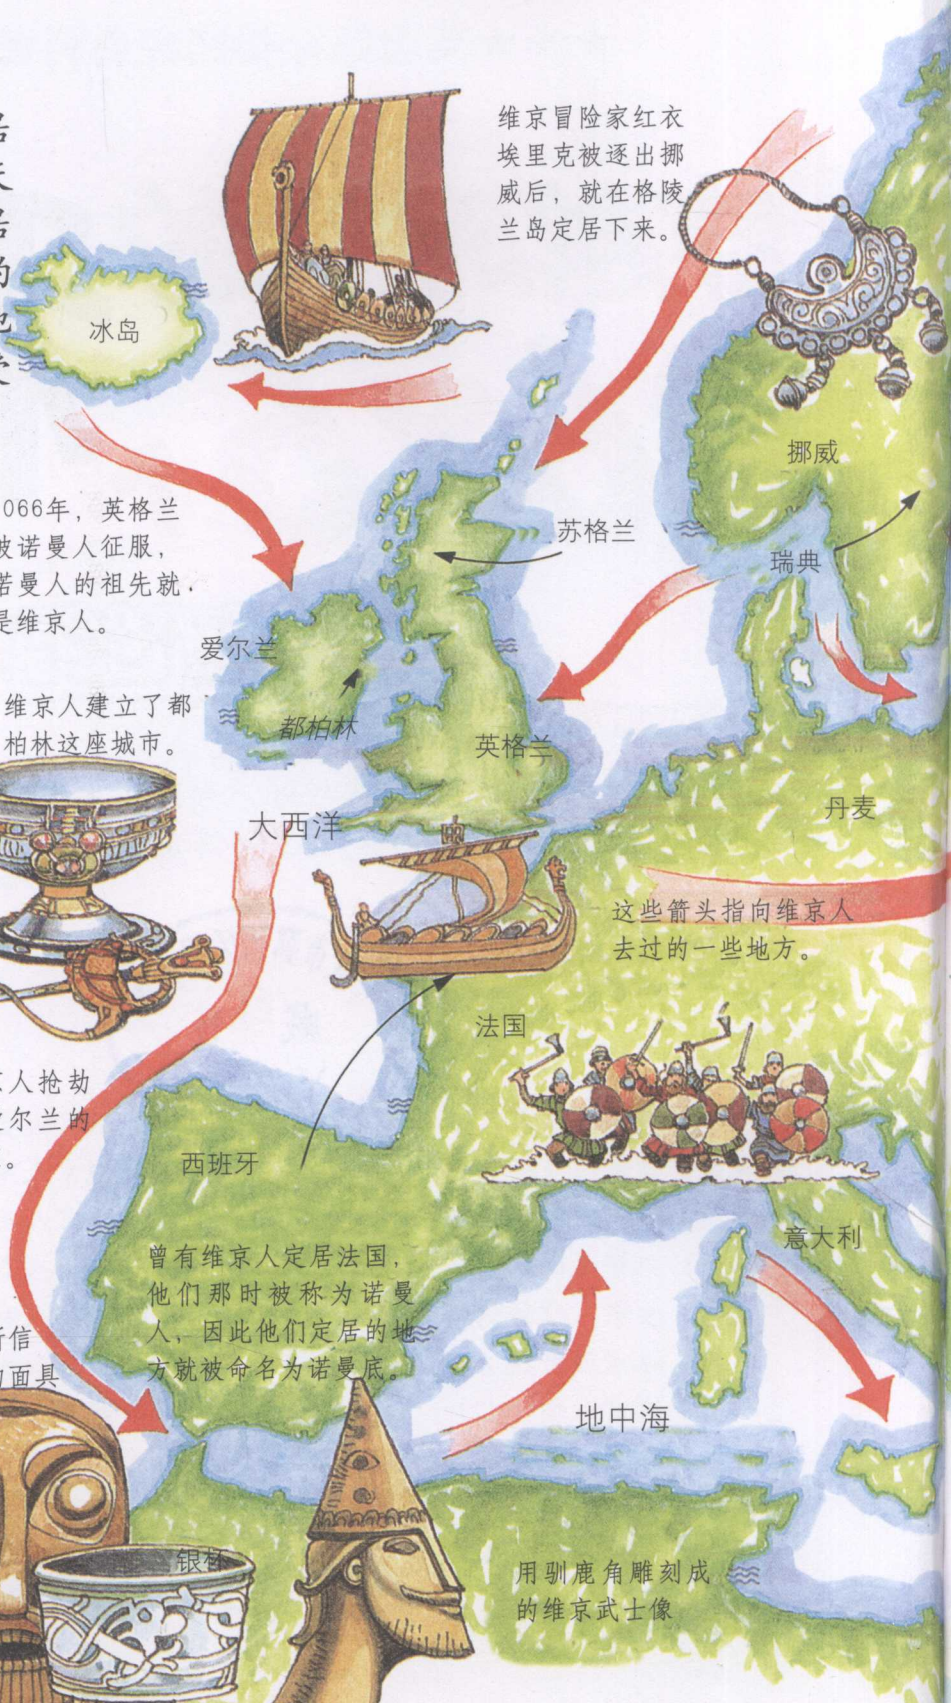 维京冒险家红衣
埃里克被逐出挪
威后，就在格陵
兰岛定居下来。
冰岛
挪威
066年，英格兰
被诺曼人征服，
诺曼人的祖先就
是维京人。
苏格兰
瑞典
爱尔兰
维京人建立了都
柏林这座城市。
都柏林
英格兰
大西洋
丹麦
这些箭头指向维京人
去过的一些地方。
法国
人抢劫
尔兰的
。
西班牙
意大利
曾有维京人定居法国，
他们那时被称为诺曼
人，因此他们定居的地
方就被命名为诺曼底。
信
面具
地中海
银杯
用驯鹿角雕刻成
的维京武士像